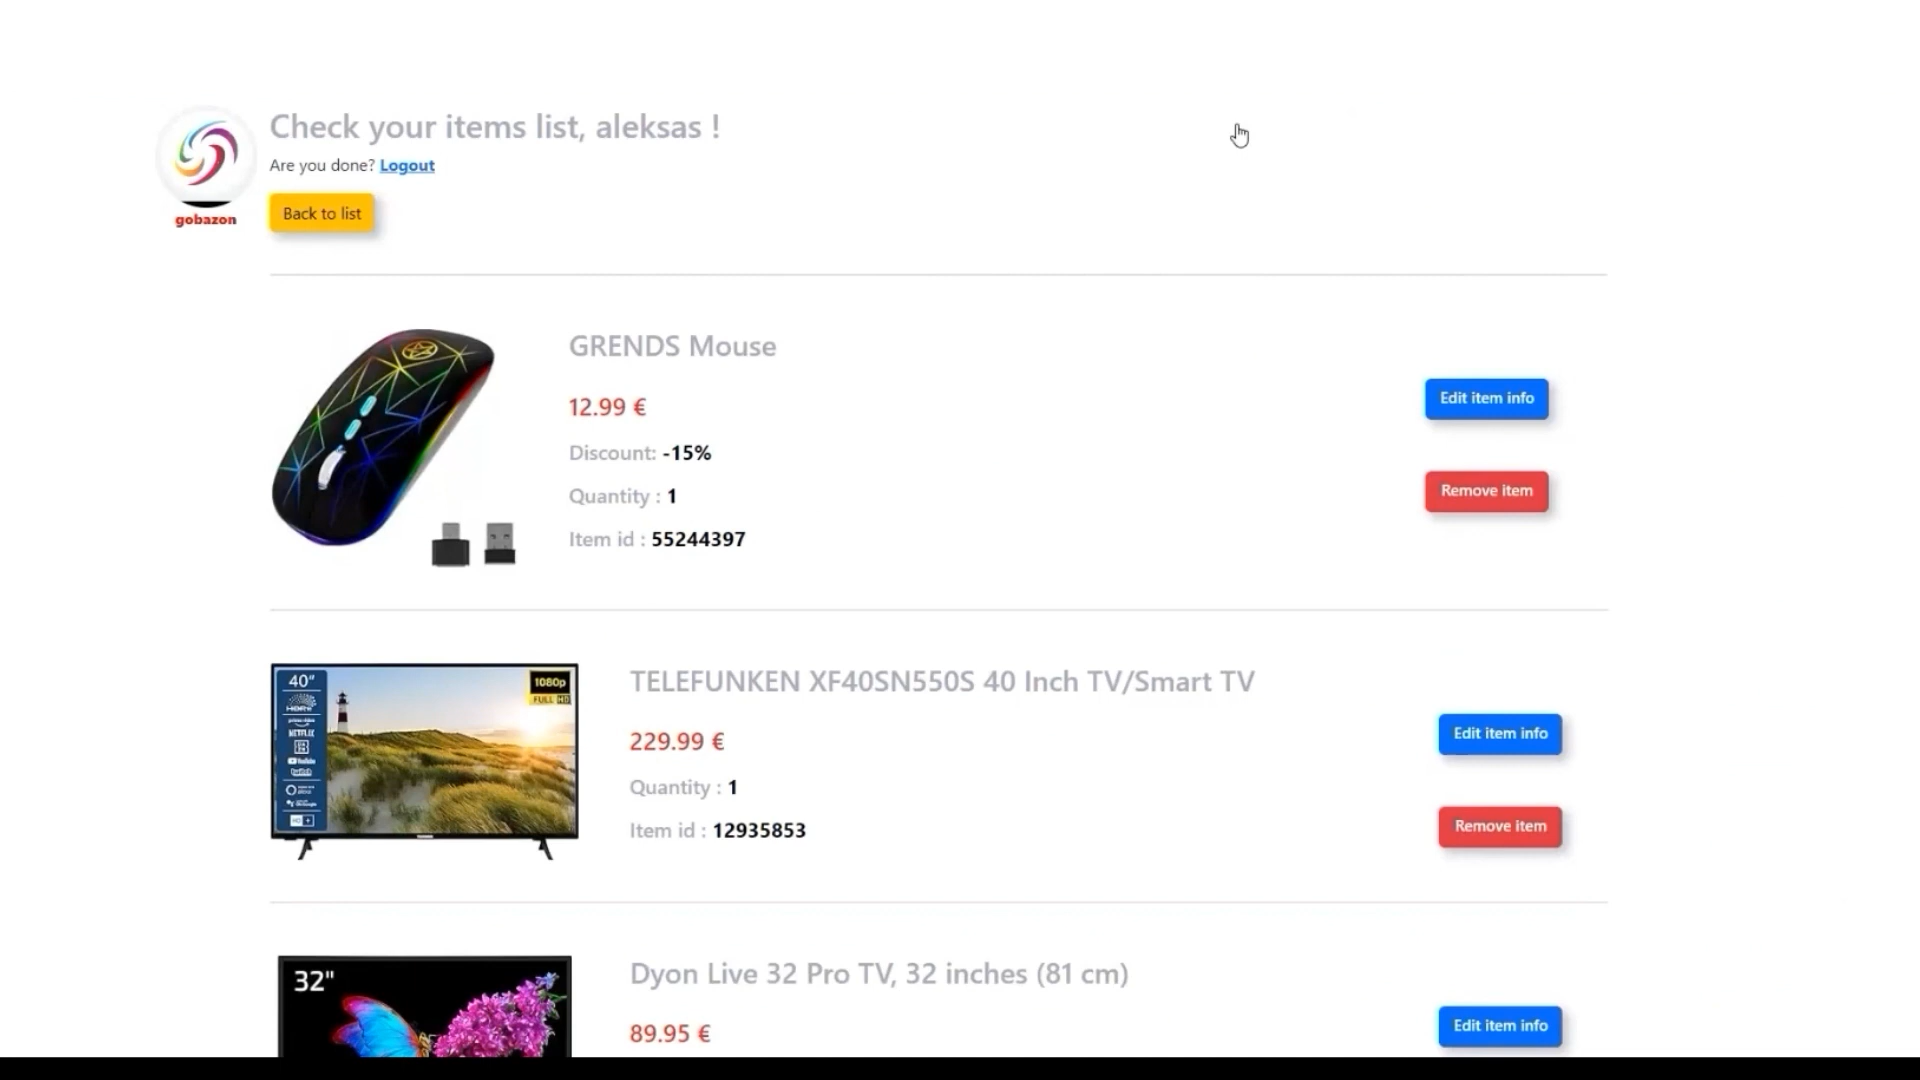 Check your items list, aleksas !
Are you done? Logout
gobazon
Back to list
GRENDS Mouse
12.99 €
Discount: -15%
Quantity : 1
Item id : 55244397
Edit item info
Remove item
40"
NETFLIX
YouTube
twitch
1080p
FULL HD
TELEFUNKEN XF40SN550S 40 Inch TV/Smart TV
229.99 €
Quantity : 1
Item id : 12935853
Edit item info
Remove item
32"
Dyon Live 32 Pro TV, 32 inches (81 cm)
89.95 €
Edit item info